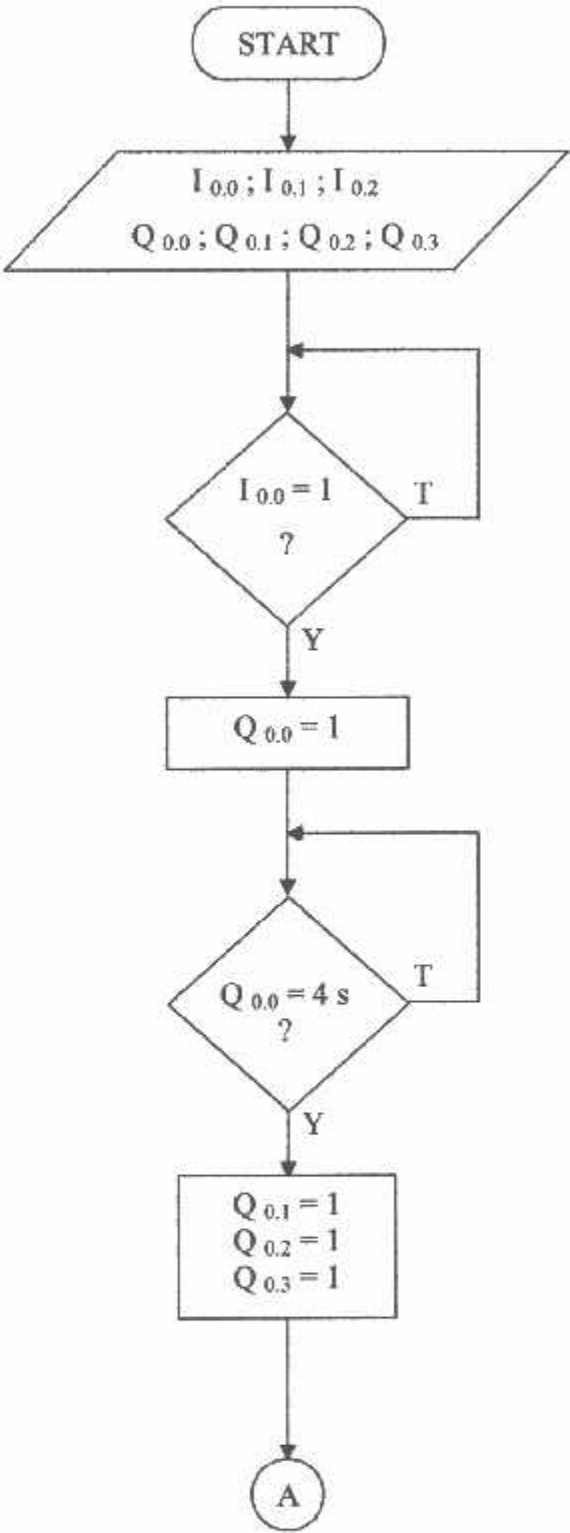 START
I 0.0 ; I 0.1 ; I 0.2
Q 0.0 ; Q 0.1 ; Q 0.2 ; Q 0.3
I 0.0 = 1
?
T
Y
Q 0.0 = 1
Q 0.0 = 4 s
?
T
Y
Q 0.1 = 1
Q 0.2 = 1
Q 0.3 = 1
A